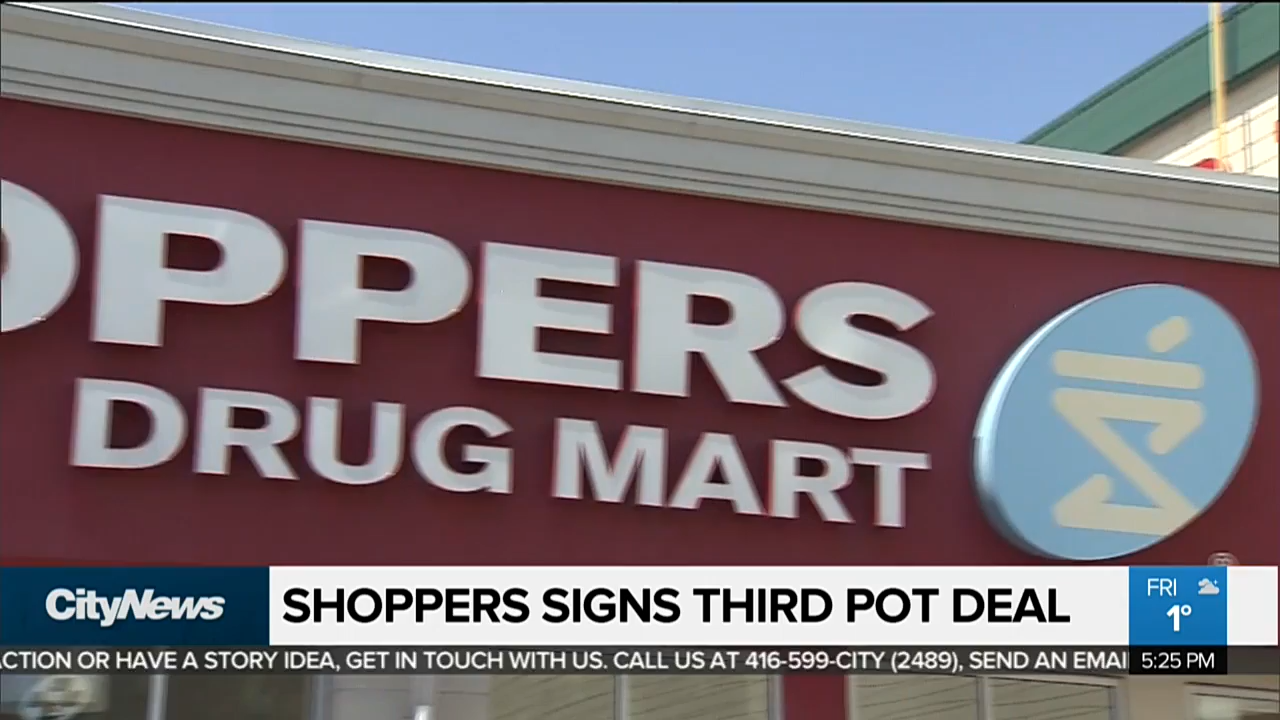 OPPERS
DRUG MART
CityNews
SHOPPERS SIGNS THIRD POT DEAL
FRI
1°
ACTION OR HAVE A STORY IDEA, GET IN TOUCH WITH US. CALL US AT 416-599-CITY (2489), SEND AN EMAI
5:25 PM